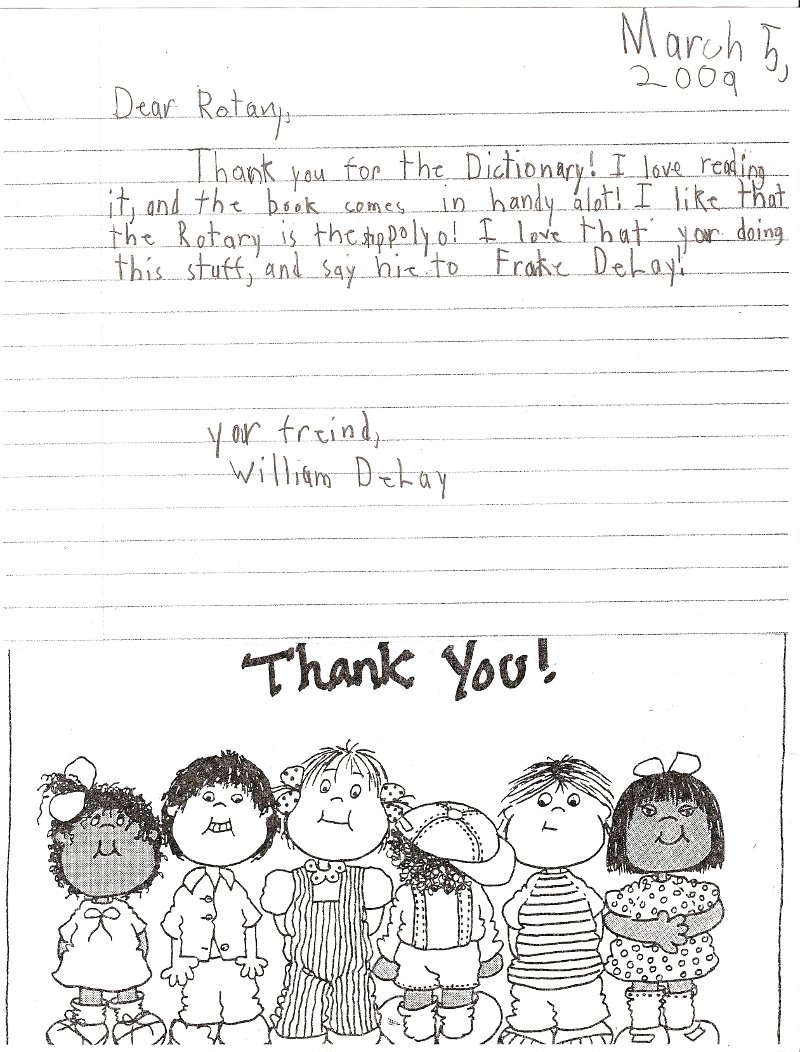 March 5,
2009
Dear Rotary,
Thank you for the Dictionary! I love reading
it, and the book comes in handy alot! I like that
the Rotary is the! I love that yor doing
this stuff, and say hie to Frake DeLay!
yor freind,
William DeLay
Thank You!